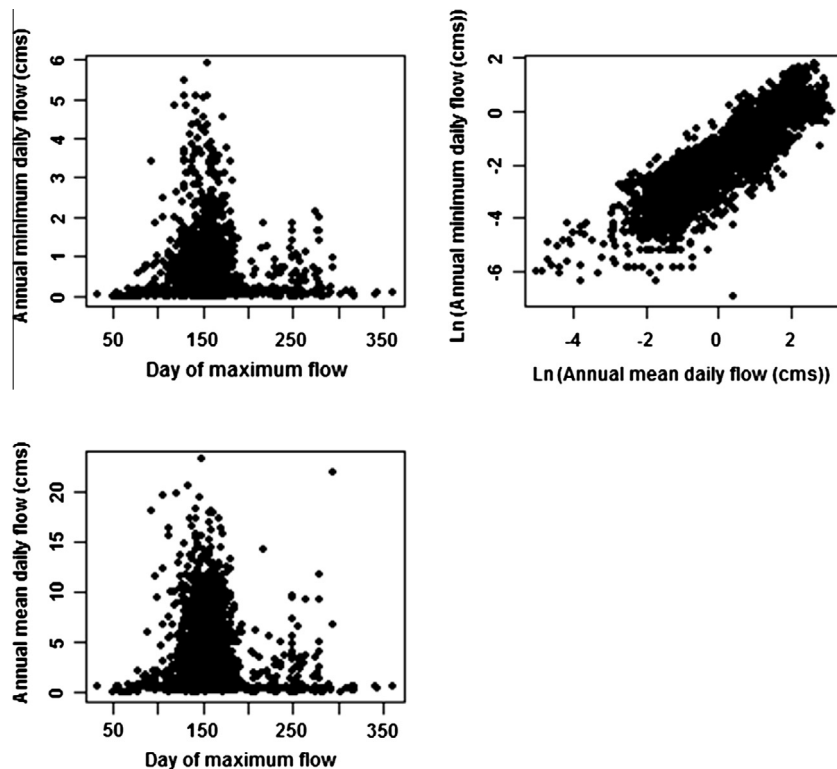 Annual minimum daily flow (cms)
6
5
4
3
2
1
0
50 150 250 350
Day of maximum flow
Ln (Annual minimum daily flow (cms))
2
0
-2
-4
-6
-4 -2 0 2
Ln (Annual mean daily flow (cms))
Annual mean daily flow (cms)
20
15
10
5
0
50 150 250 350
Day of maximum flow